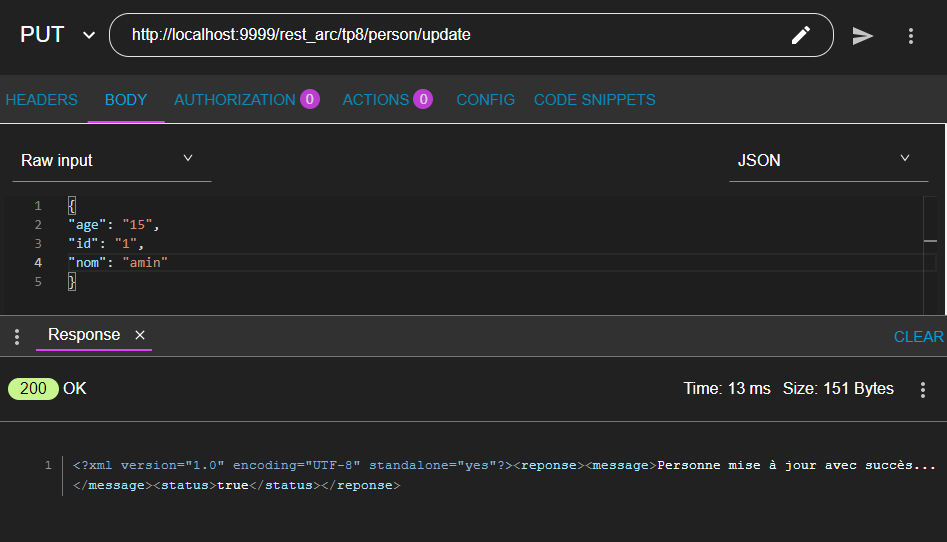 PUT http://localhost:9999/rest_arc/tp8/person/update
HEADERS BODY AUTHORIZATION 0 ACTIONS 0 CONFIG CODE SNIPPETS
Raw input JSON
1 {
2 "age": "15",
3 "id": "1",
4 "nom": "amin"
5 }
Response × CLEAR
200 OK Time: 13 ms Size: 151 Bytes
1 <?xml version="1.0" encoding="UTF-8" standalone="yes"?><reponse><message>Personne mise à jour avec succès...
</message><status>true</status></reponse>